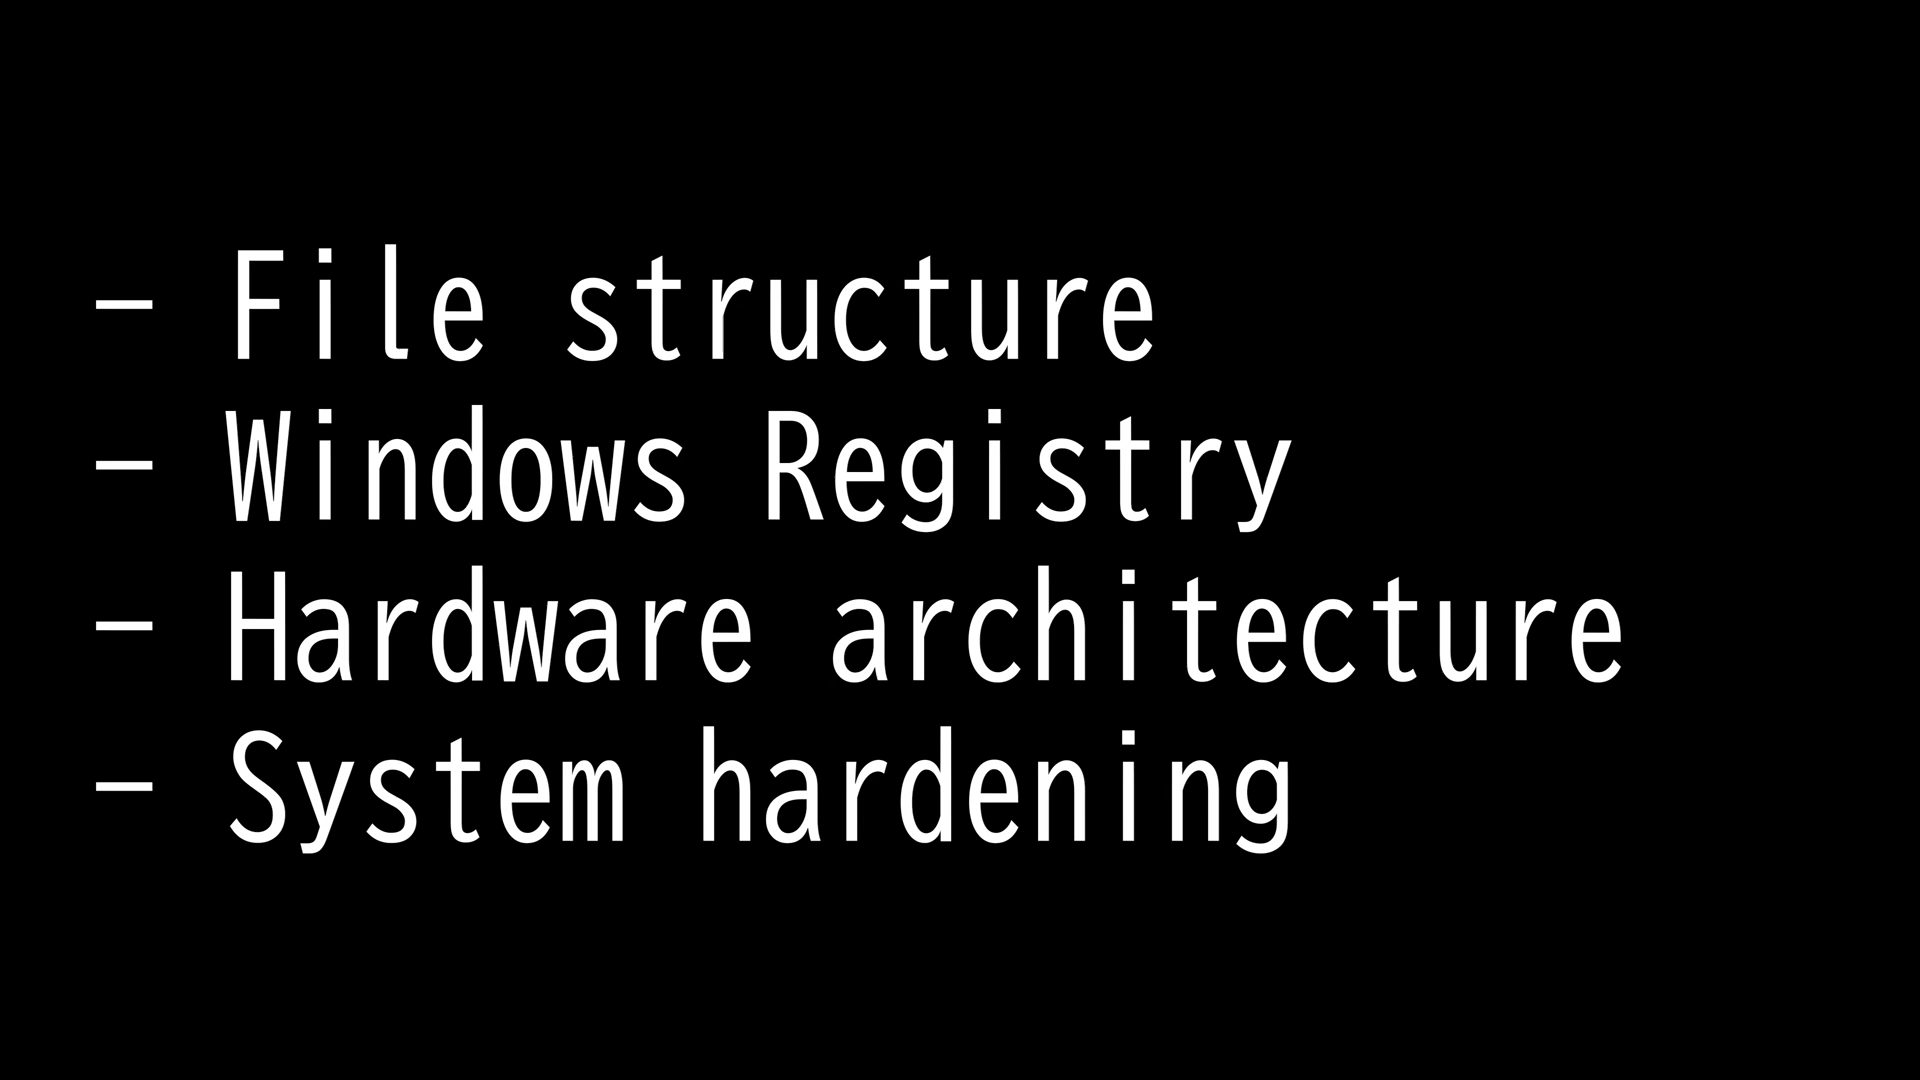 - File structure
- Windows Registry
- Hardware architecture
- System hardening